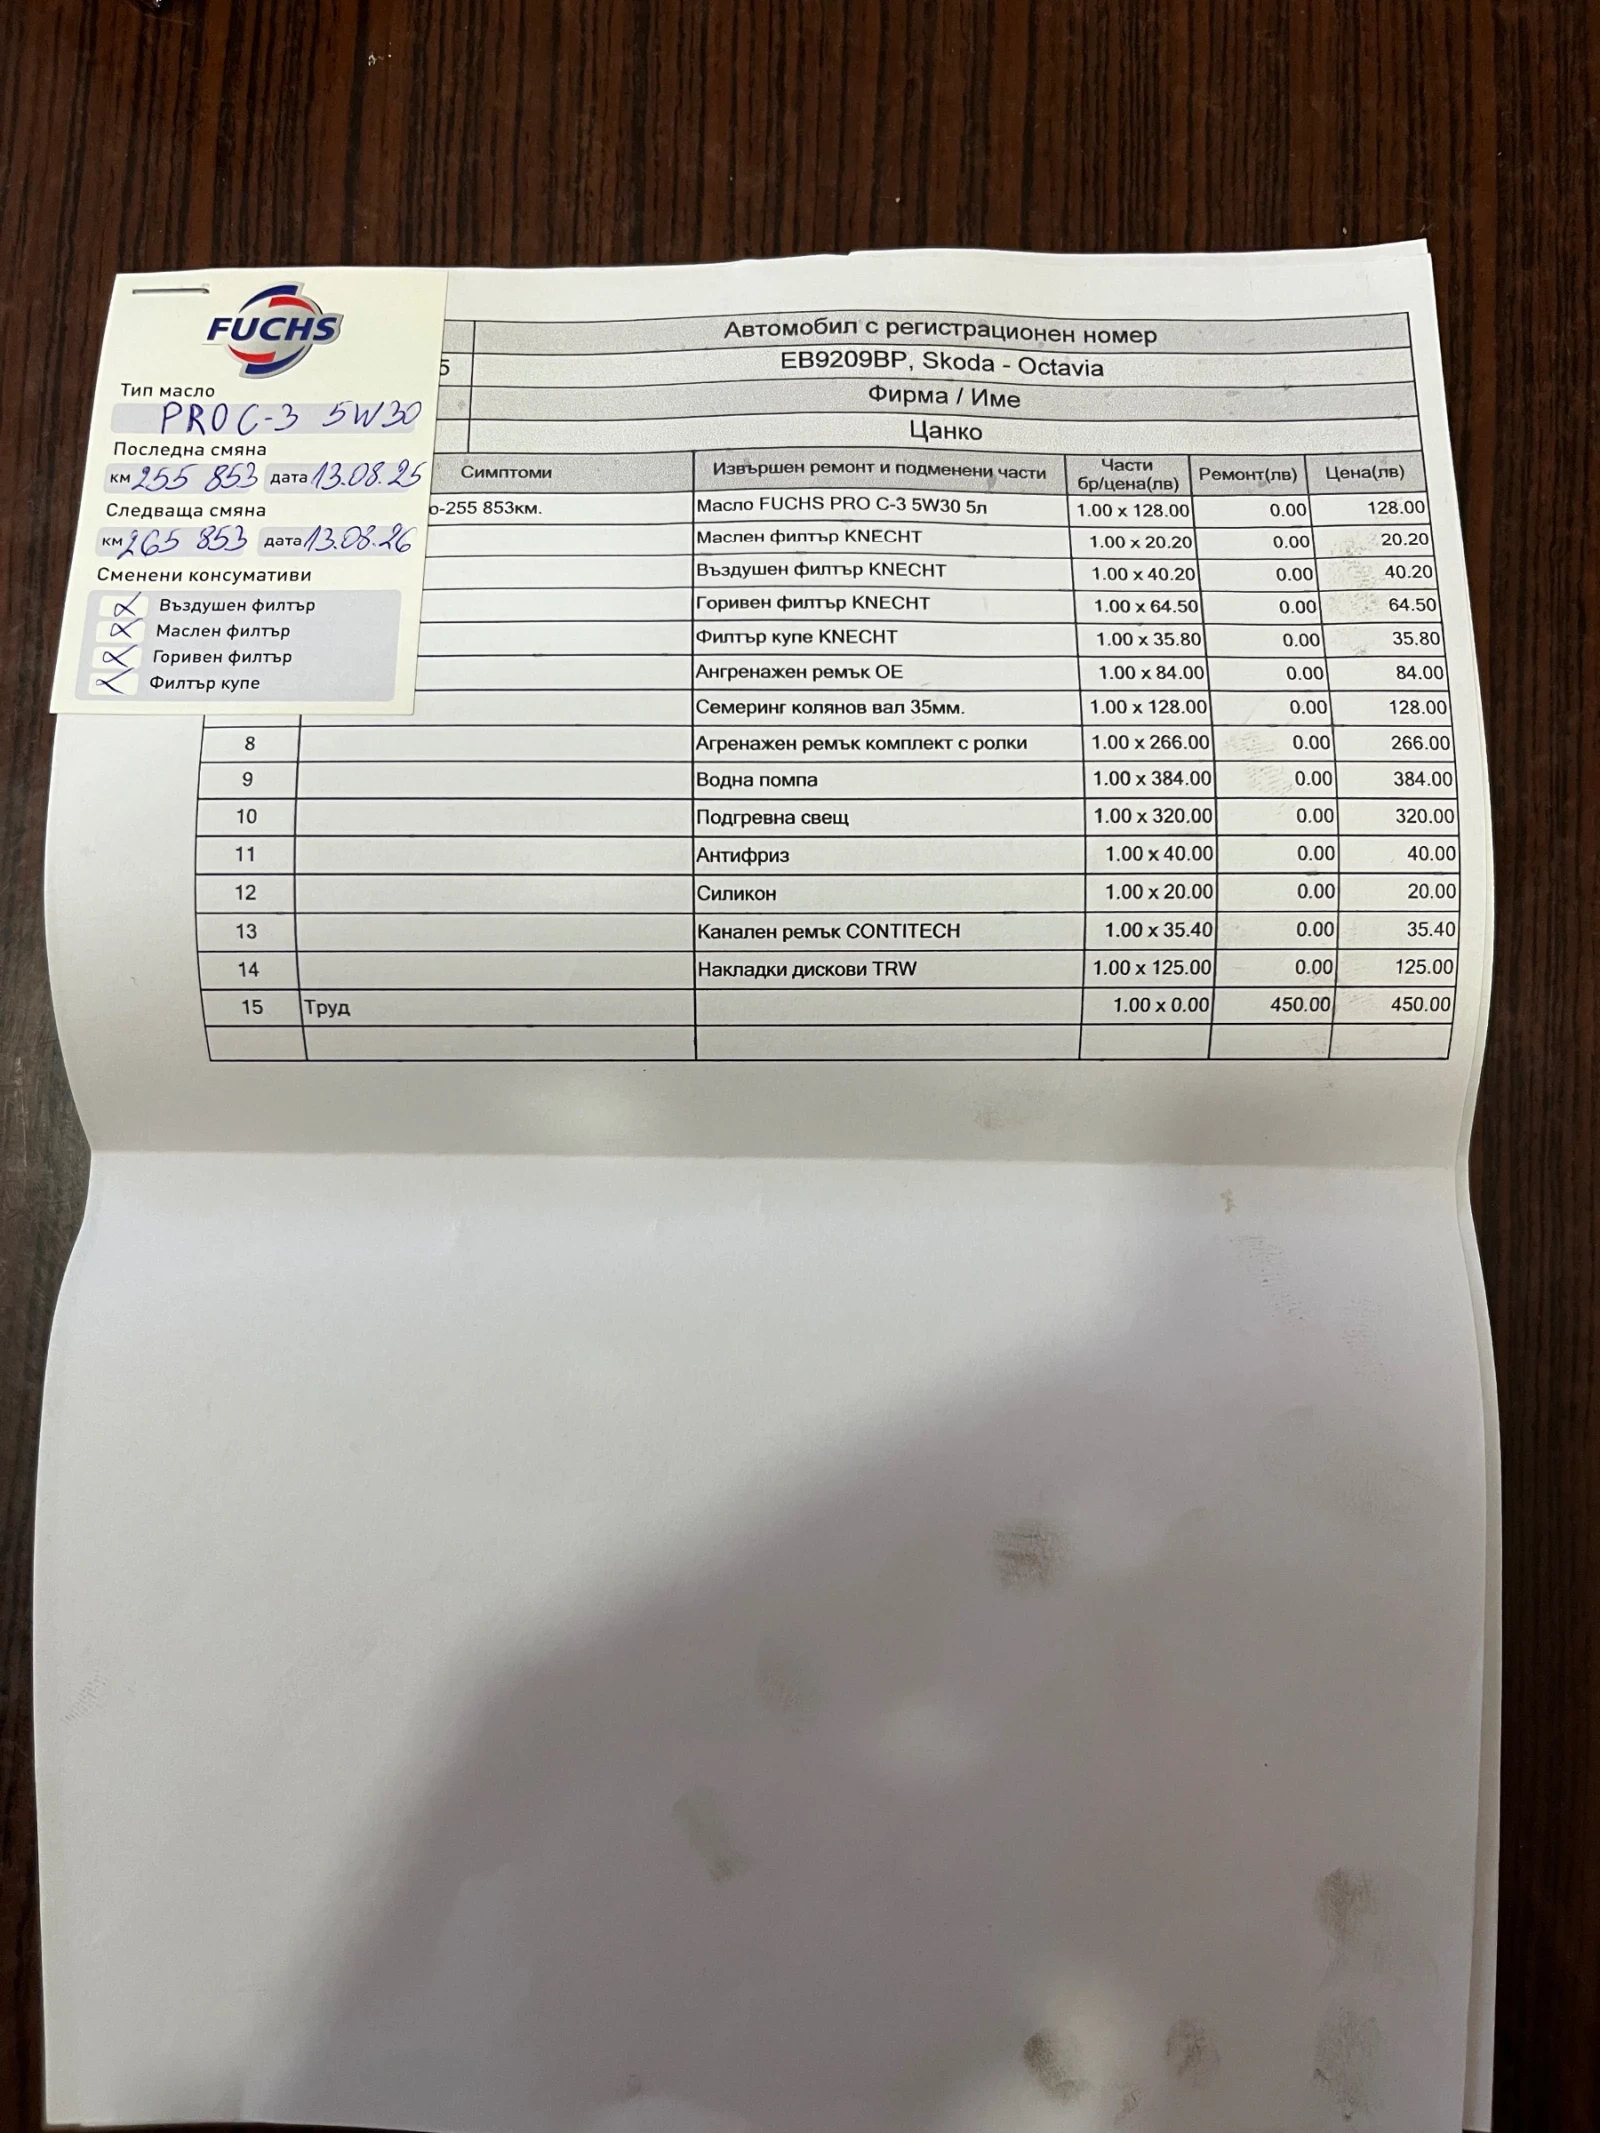 FUCHS
Тип масло
PRO C-3 5W30
Последна смяна
км 255 853 дата 13.08.25
Следваща смяна
км 265 853 дата 13.08.26
Сменени консумативи
Въздушен филтър
Маслен филтър
Горивен филтър
Филтър купе
Автомобил с регистрационен номер
5 EB9209BP, Skoda - Octavia
Фирма / Име
Цанко
Симптоми Извършен ремонт и подменени части Части бр/цена(лв) Ремонт(лв) Цена(лв)
о-255 853км. Масло FUCHS PRO C-3 5W30 5л 1.00 x 128.00 0.00 128.00
Маслен филтър KNECHT 1.00 x 20.20 0.00 20.20
Въздушен филтър KNECHT 1.00 x 40.20 0.00 40.20
Горивен филтър KNECHT 1.00 x 64.50 0.00 64.50
Филтър купе KNECHT 1.00 x 35.80 0.00 35.80
Ангренажен ремък OE 1.00 x 84.00 0.00 84.00
Семеринг колянов вал 35мм. 1.00 x 128.00 0.00 128.00
8 Агренажен ремък комплект с ролки 1.00 x 266.00 0.00 266.00
9 Водна помпа 1.00 x 384.00 0.00 384.00
10 Подгревна свещ 1.00 x 320.00 0.00 320.00
11 Антифриз 1.00 x 40.00 0.00 40.00
12 Силикон 1.00 x 20.00 0.00 20.00
13 Канален ремък CONTITECH 1.00 x 35.40 0.00 35.40
14 Накладки дискови TRW 1.00 x 125.00 0.00 125.00
15 Труд 1.00 x 0.00 450.00 450.00